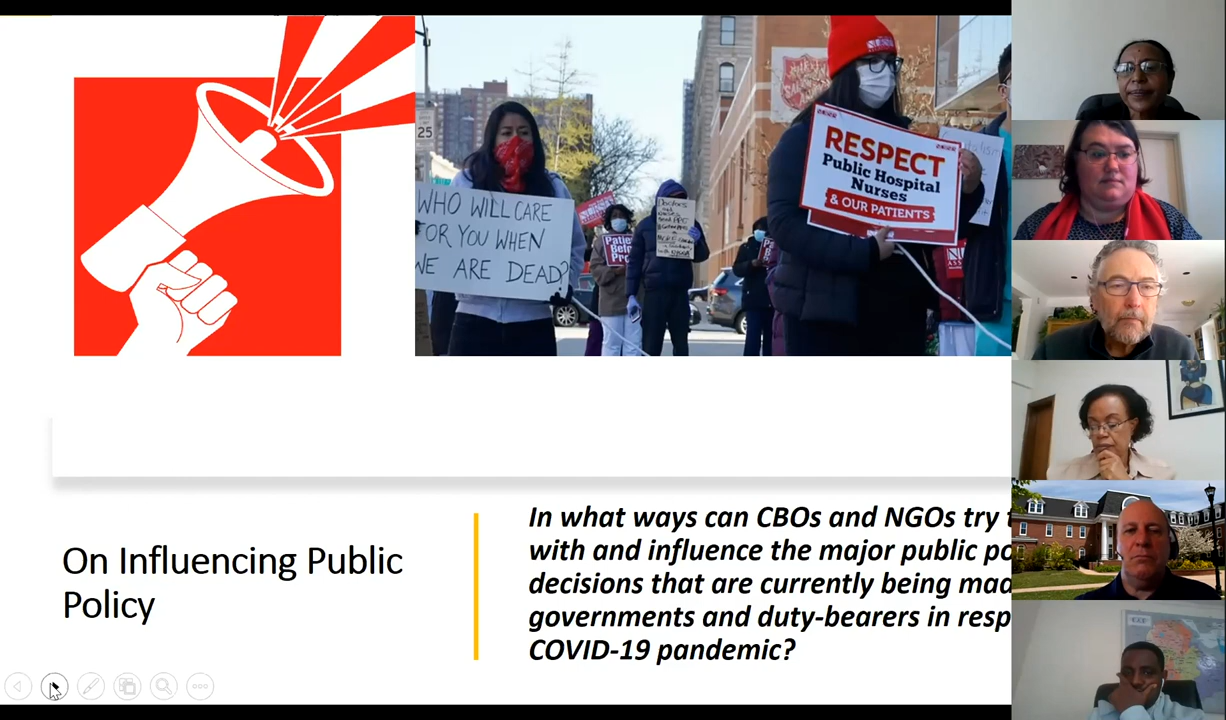 25
WHO WILL CARE
FOR YOU WHEN
WE ARE DEAD?
RESPECT
Public Hospital
Nurses
& OUR PATIENTS
On Influencing Public
Policy
In what ways can CBOs and NGOs try
with and influence the major public po
decisions that are currently being mad
governments and duty-bearers in resp
COVID-19 pandemic?